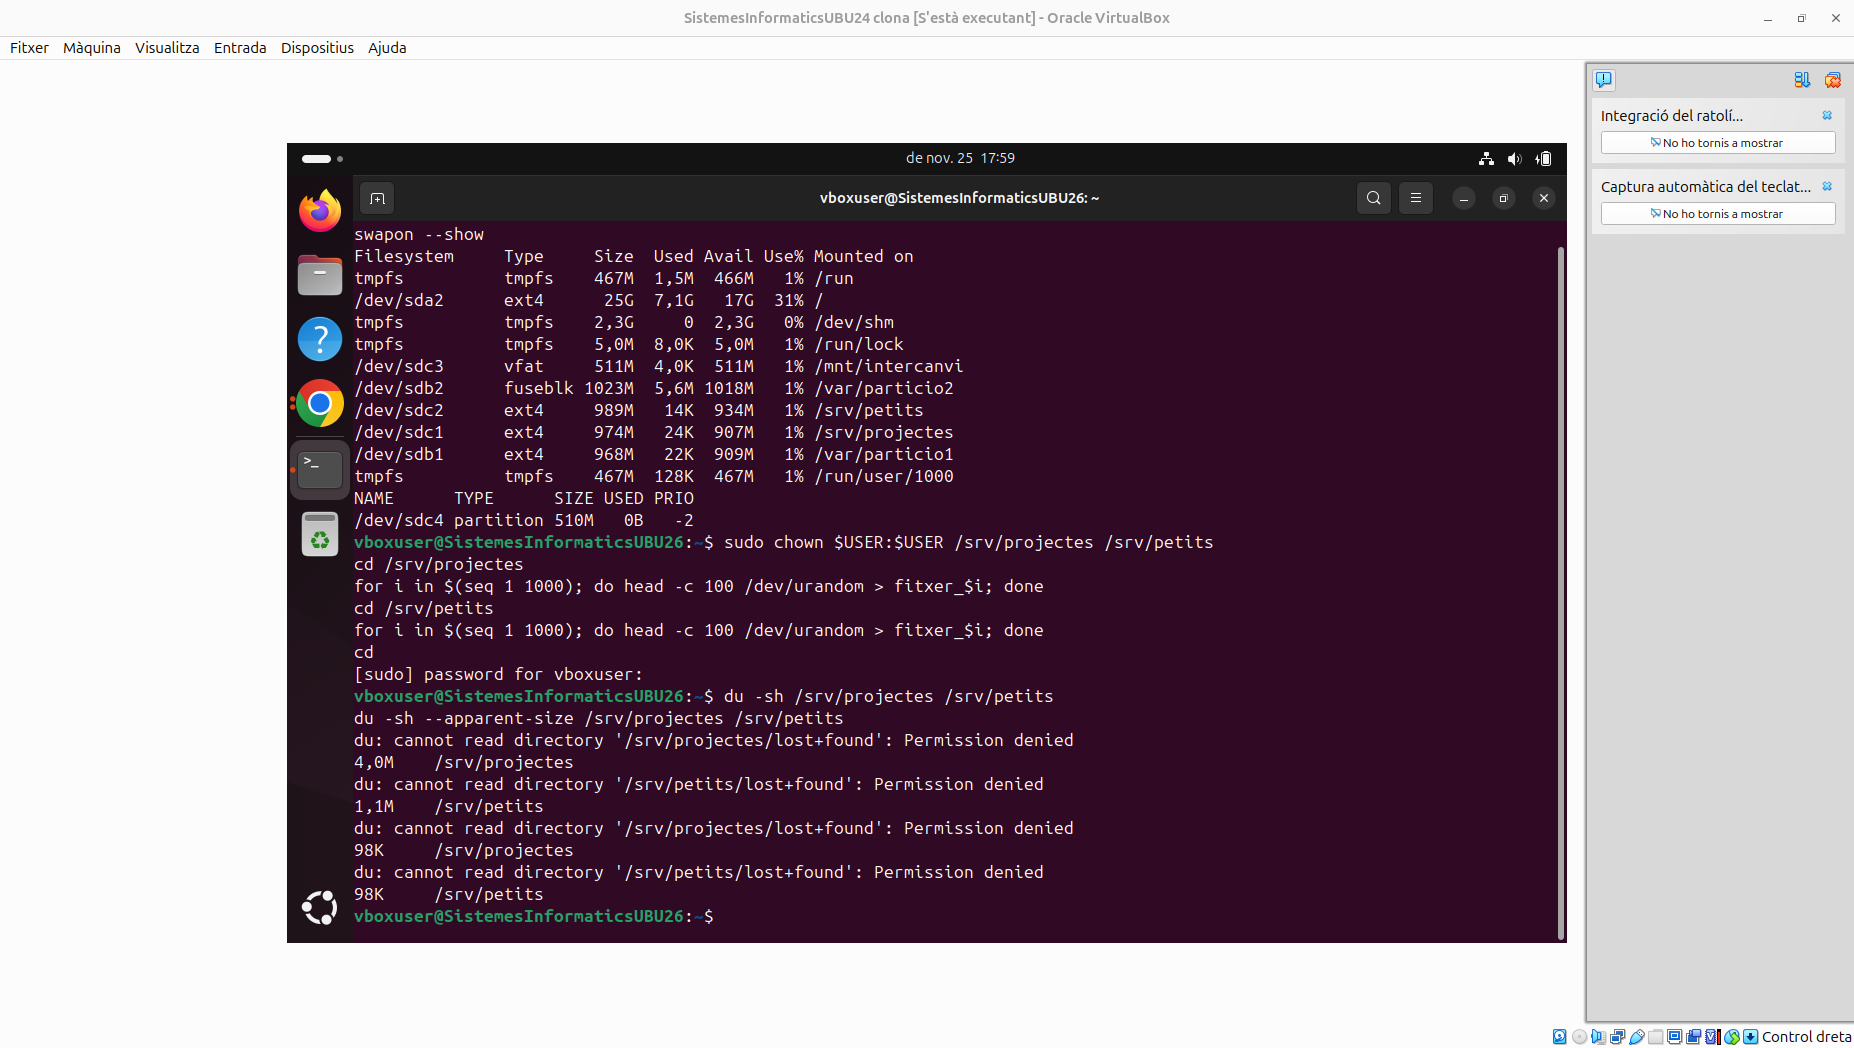 SistemesInformaticsUBU24 clona [S'està executant] - Oracle VirtualBox
Fitxer Màquina Visualitza Entrada Dispositius Ajuda
de nov. 25 17:59
vboxuser@SistemesInformaticsUBU26: ~
swapon --show
Filesystem     Type     Size  Used Avail Use% Mounted on
tmpfs          tmpfs    467M  1,5M  466M   1% /run
/dev/sda2      ext4      25G  7,1G   17G  31% /
tmpfs          tmpfs    2,3G     0  2,3G   0% /dev/shm
tmpfs          tmpfs    5,0M  8,0K  5,0M   1% /run/lock
/dev/sdc3      vfat     511M  4,0K  511M   1% /mnt/intercanvi
/dev/sdb2      fuseblk 1023M  5,6M 1018M   1% /var/particio2
/dev/sdc2      ext4     989M   14K  934M   1% /srv/petits
/dev/sdc1      ext4     974M   24K  907M   1% /srv/projectes
/dev/sdb1      ext4     968M   22K  909M   1% /var/particio1
tmpfs          tmpfs    467M  128K  467M   1% /run/user/1000
NAME      TYPE      SIZE USED PRIO
/dev/sdc4 partition 510M   0B   -2
vboxuser@SistemesInformaticsUBU26:~$ sudo chown $USER:$USER /srv/projectes /srv/petits
cd /srv/projectes
for i in $(seq 1 1000); do head -c 100 /dev/urandom > fitxer_$i; done
cd /srv/petits
for i in $(seq 1 1000); do head -c 100 /dev/urandom > fitxer_$i; done
cd
[sudo] password for vboxuser:
vboxuser@SistemesInformaticsUBU26:~$ du -sh /srv/projectes /srv/petits
du -sh --apparent-size /srv/projectes /srv/petits
du: cannot read directory '/srv/projectes/lost+found': Permission denied
4,0M    /srv/projectes
du: cannot read directory '/srv/petits/lost+found': Permission denied
1,1M    /srv/petits
du: cannot read directory '/srv/projectes/lost+found': Permission denied
98K     /srv/projectes
du: cannot read directory '/srv/petits/lost+found': Permission denied
98K     /srv/petits
vboxuser@SistemesInformaticsUBU26:~$
Integració del ratolí...
No ho tornis a mostrar
Captura automàtica del teclat...
No ho tornis a mostrar
Control dreta